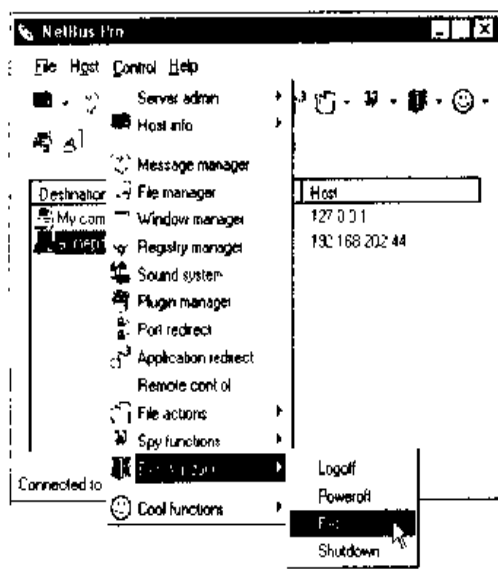 NetBus Pro
File Host Control Help
Server admin
Host info
Message manager
Destination
File manager
Host
My com
Window manager
127.0.0.1
Registry manager
192.168.202.44
Sound system
Plugin manager
Port redirect
Application redirect
Remote control
File actions
Spy functions
Logoff
Connected to
Poweroff
Cool functions
Shutdown